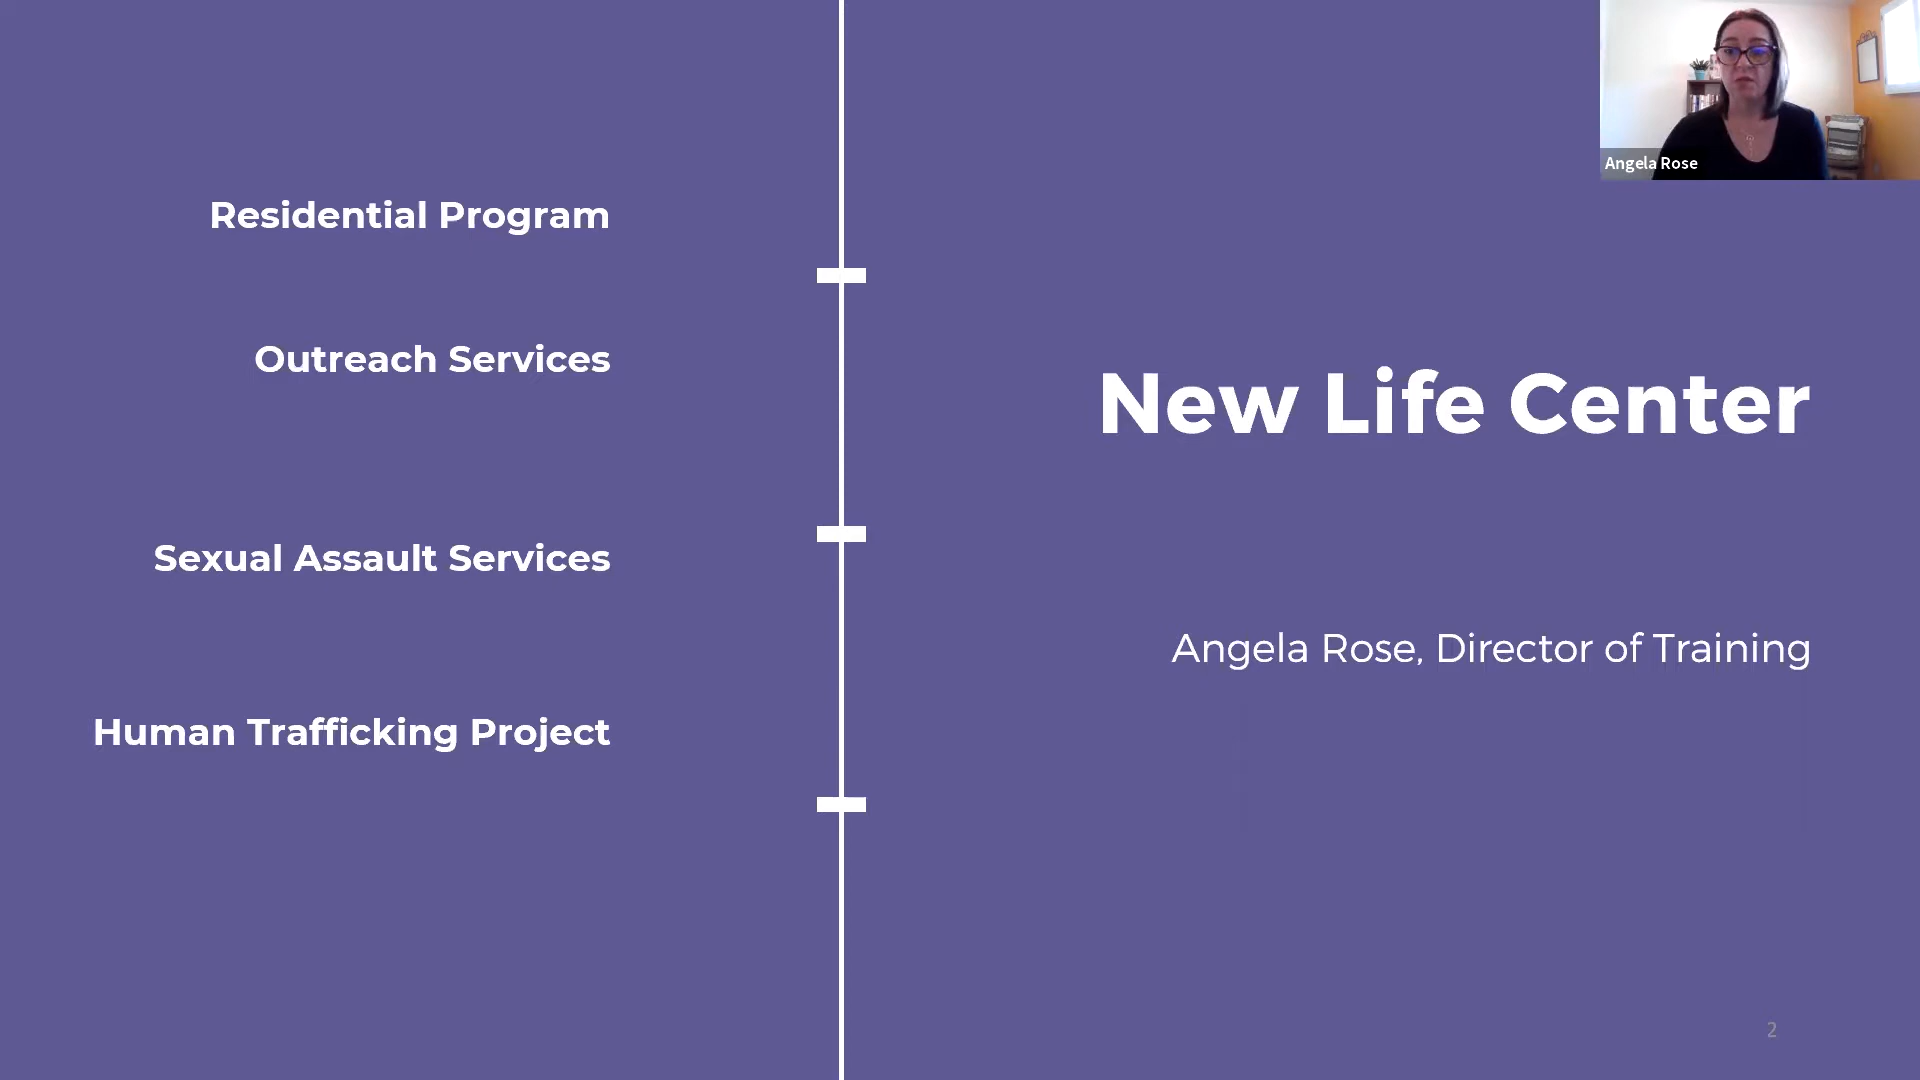 Residential Program
Outreach Services
Sexual Assault Services
Human Trafficking Project
New Life Center
Angela Rose, Director of Training
Angela Rose
2